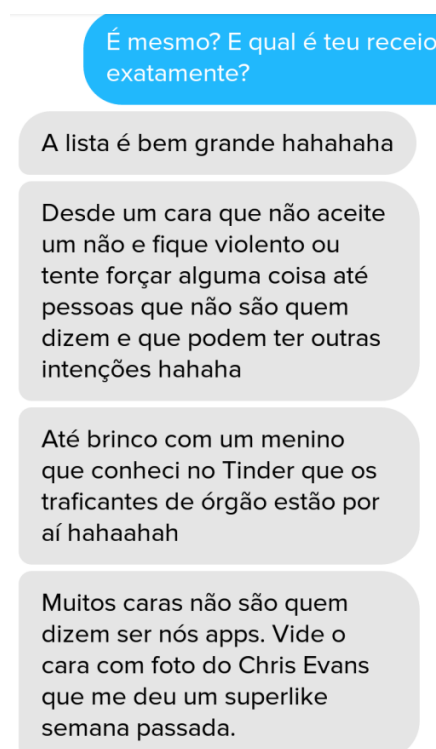 É mesmo? E qual é teu receio
exatamente?
A lista é bem grande hahahaha
Desde um cara que não aceite
um não e fique violento ou
tente forçar alguma coisa até
pessoas que não são quem
dizem e que podem ter outras
intenções hahaha
Até brinco com um menino
que conheci no Tinder que os
traficantes de órgão estão por
aí hahaahah
Muitos caras não são quem
dizem ser nós apps. Vide o
cara com foto do Chris Evans
que me deu um superlike
semana passada.